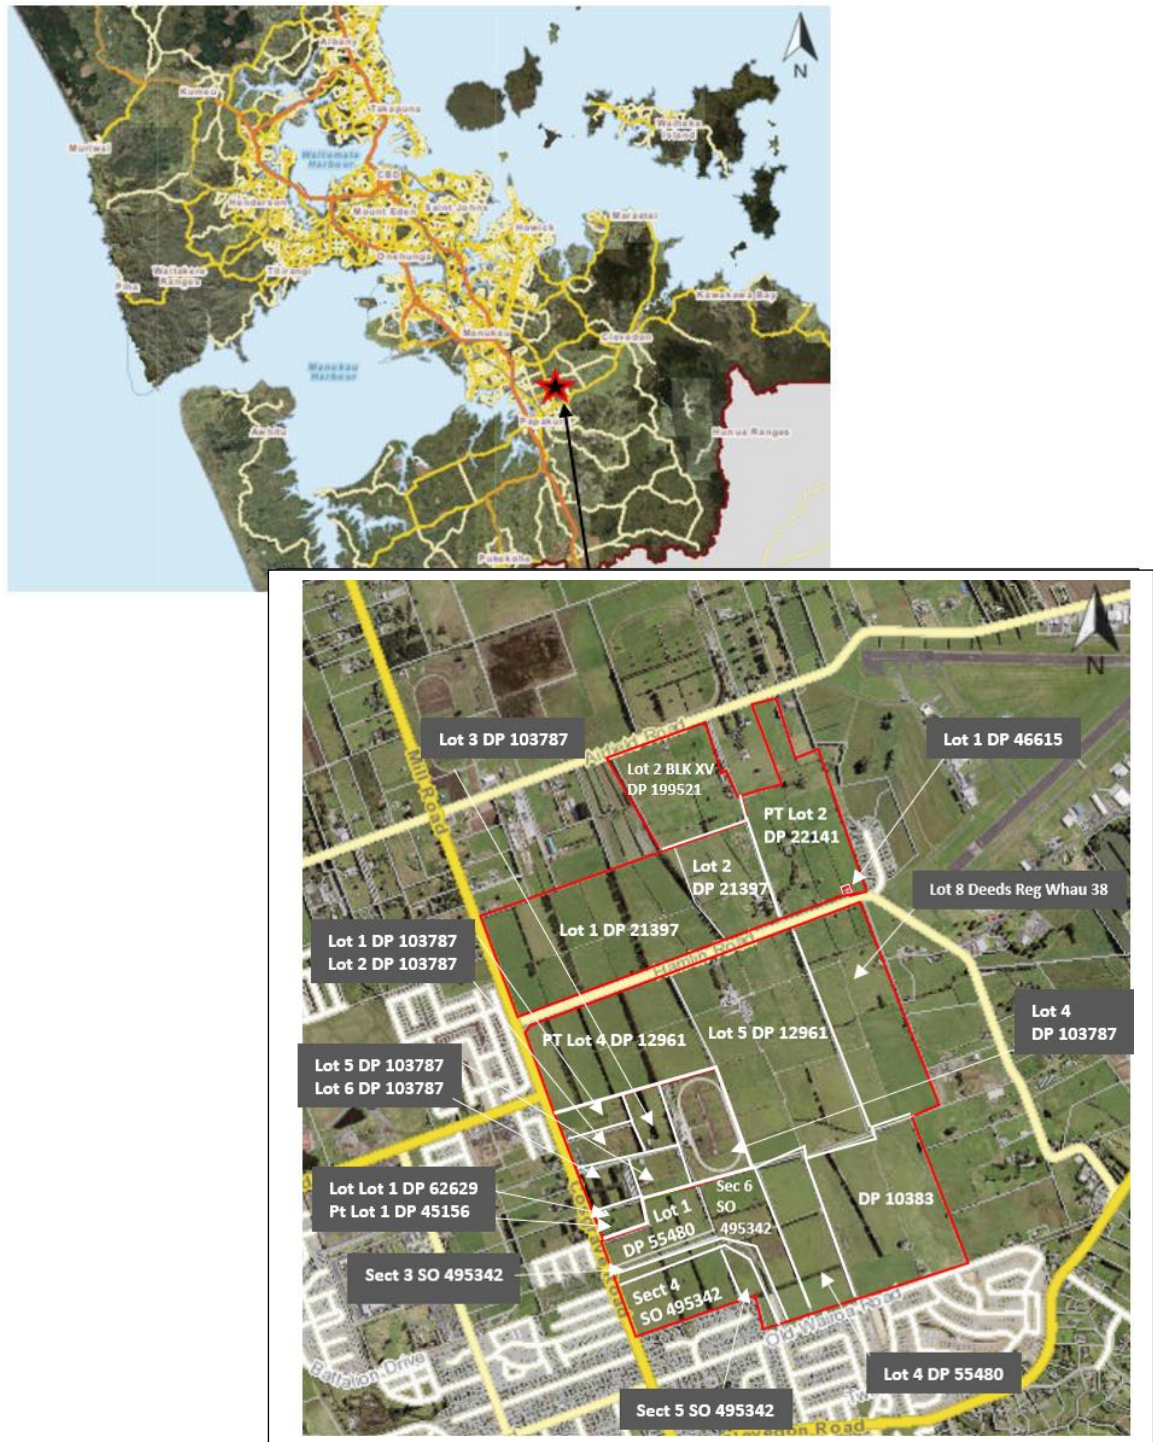 Albany
N
Kumeu
Takapuna
Waiheke
Island
Muriwai
Waitemata
Harbour
CBD
Henderson
Mount Eden
Saint Johns
Maraetai
Howick
Onehunga
Waitakere
Ranges
Titirangi
Piha
Kawakawa Bay
Manukau
Clevedon
Manukau
Harbour
Papakura
Awhitu
Hunua Ranges
Pukekohe
N
Lot 3 DP 103787
Airfield Road
Lot 1 DP 46615
Mill Road
Lot 2 BLK XV
DP 199521
PT Lot 2
DP 22141
Lot 2
DP 21397
Lot 8 Deeds Reg Whau 38
Lot 1 DP 21397
Lot 1 DP 103787
Lot 2 DP 103787
Hamlin Road
Lot 4
DP 103787
PT Lot 4 DP 12961
Lot 5 DP 12961
Lot 5 DP 103787
Lot 6 DP 103787
Lot Lot 1 DP 62629
Pt Lot 1 DP 45156
Sec 6
SO
495342
DP 10383
Lot 1
DP 55480
Cosgrave Road
Sect 3 SO 495342
Sect 4
SO 495342
Old Wairoa Road
Battalion Drive
Lot 4 DP 55480
Sect 5 SO 495342
Clevedon Road